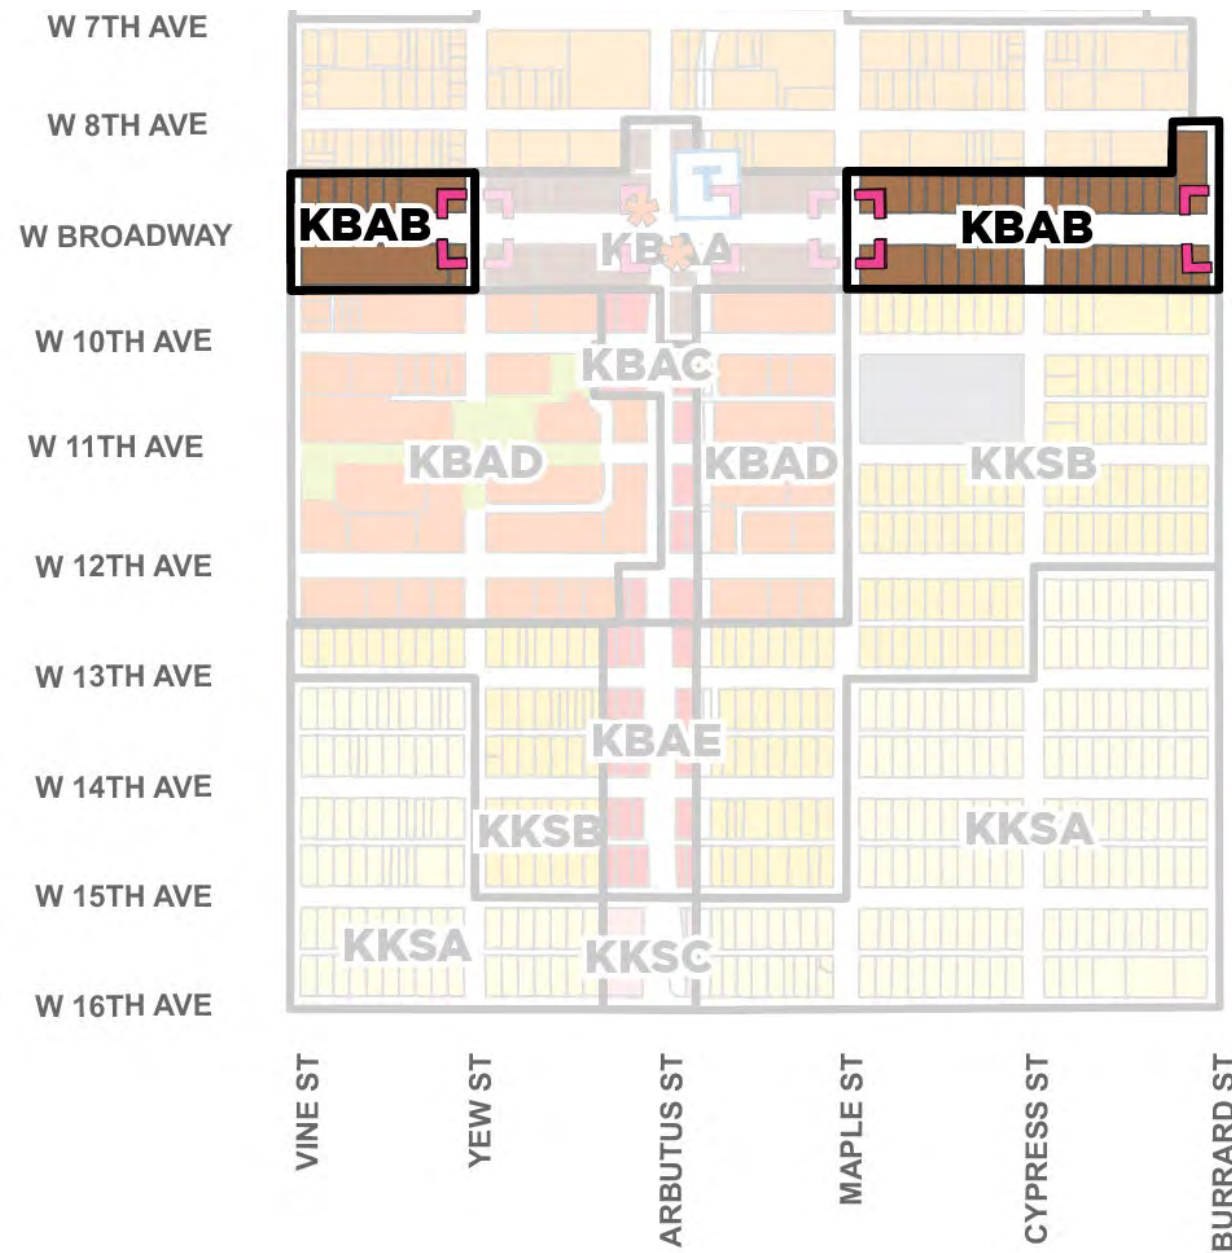 W 7TH AVE
W 8TH AVE
KBAB
KBAB
W BROADWAY
KBAA
W 10TH AVE
KBAC
W 11TH AVE
KBAD
KBAD
KKSB
W 12TH AVE
W 13TH AVE
KBAE
W 14TH AVE
KKSB
KKSA
W 15TH AVE
KKSA
KKSC
W 16TH AVE
VINE ST
YEW ST
ARBUTUS ST
MAPLE ST
CYPRESS ST
BURRARD ST
T